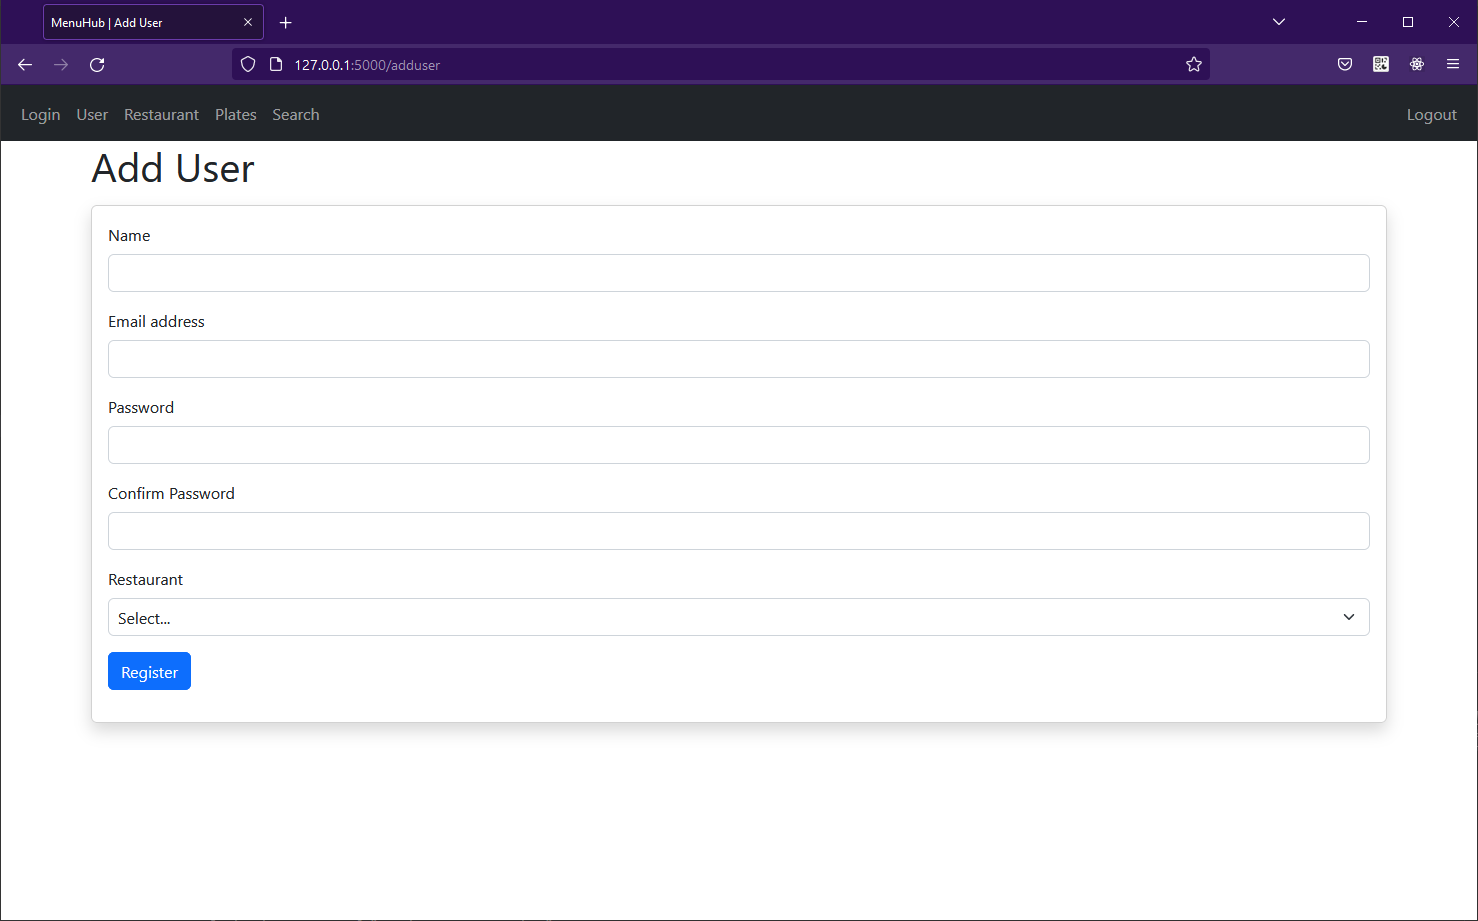 MenuHub | Add User
127.0.0.1:5000/adduser
Login User Restaurant Plates Search Logout
Add User
Name
Email address
Password
Confirm Password
Restaurant
Select...
Register